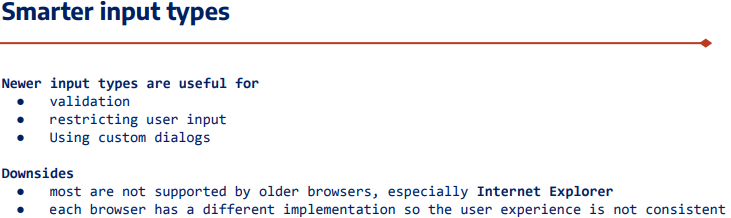 Smarter input types
Newer input types are useful for
● validation
● restricting user input
● Using custom dialogs
Downsides
● most are not supported by older browsers, especially Internet Explorer
● each browser has a different implementation so the user experience is not consistent